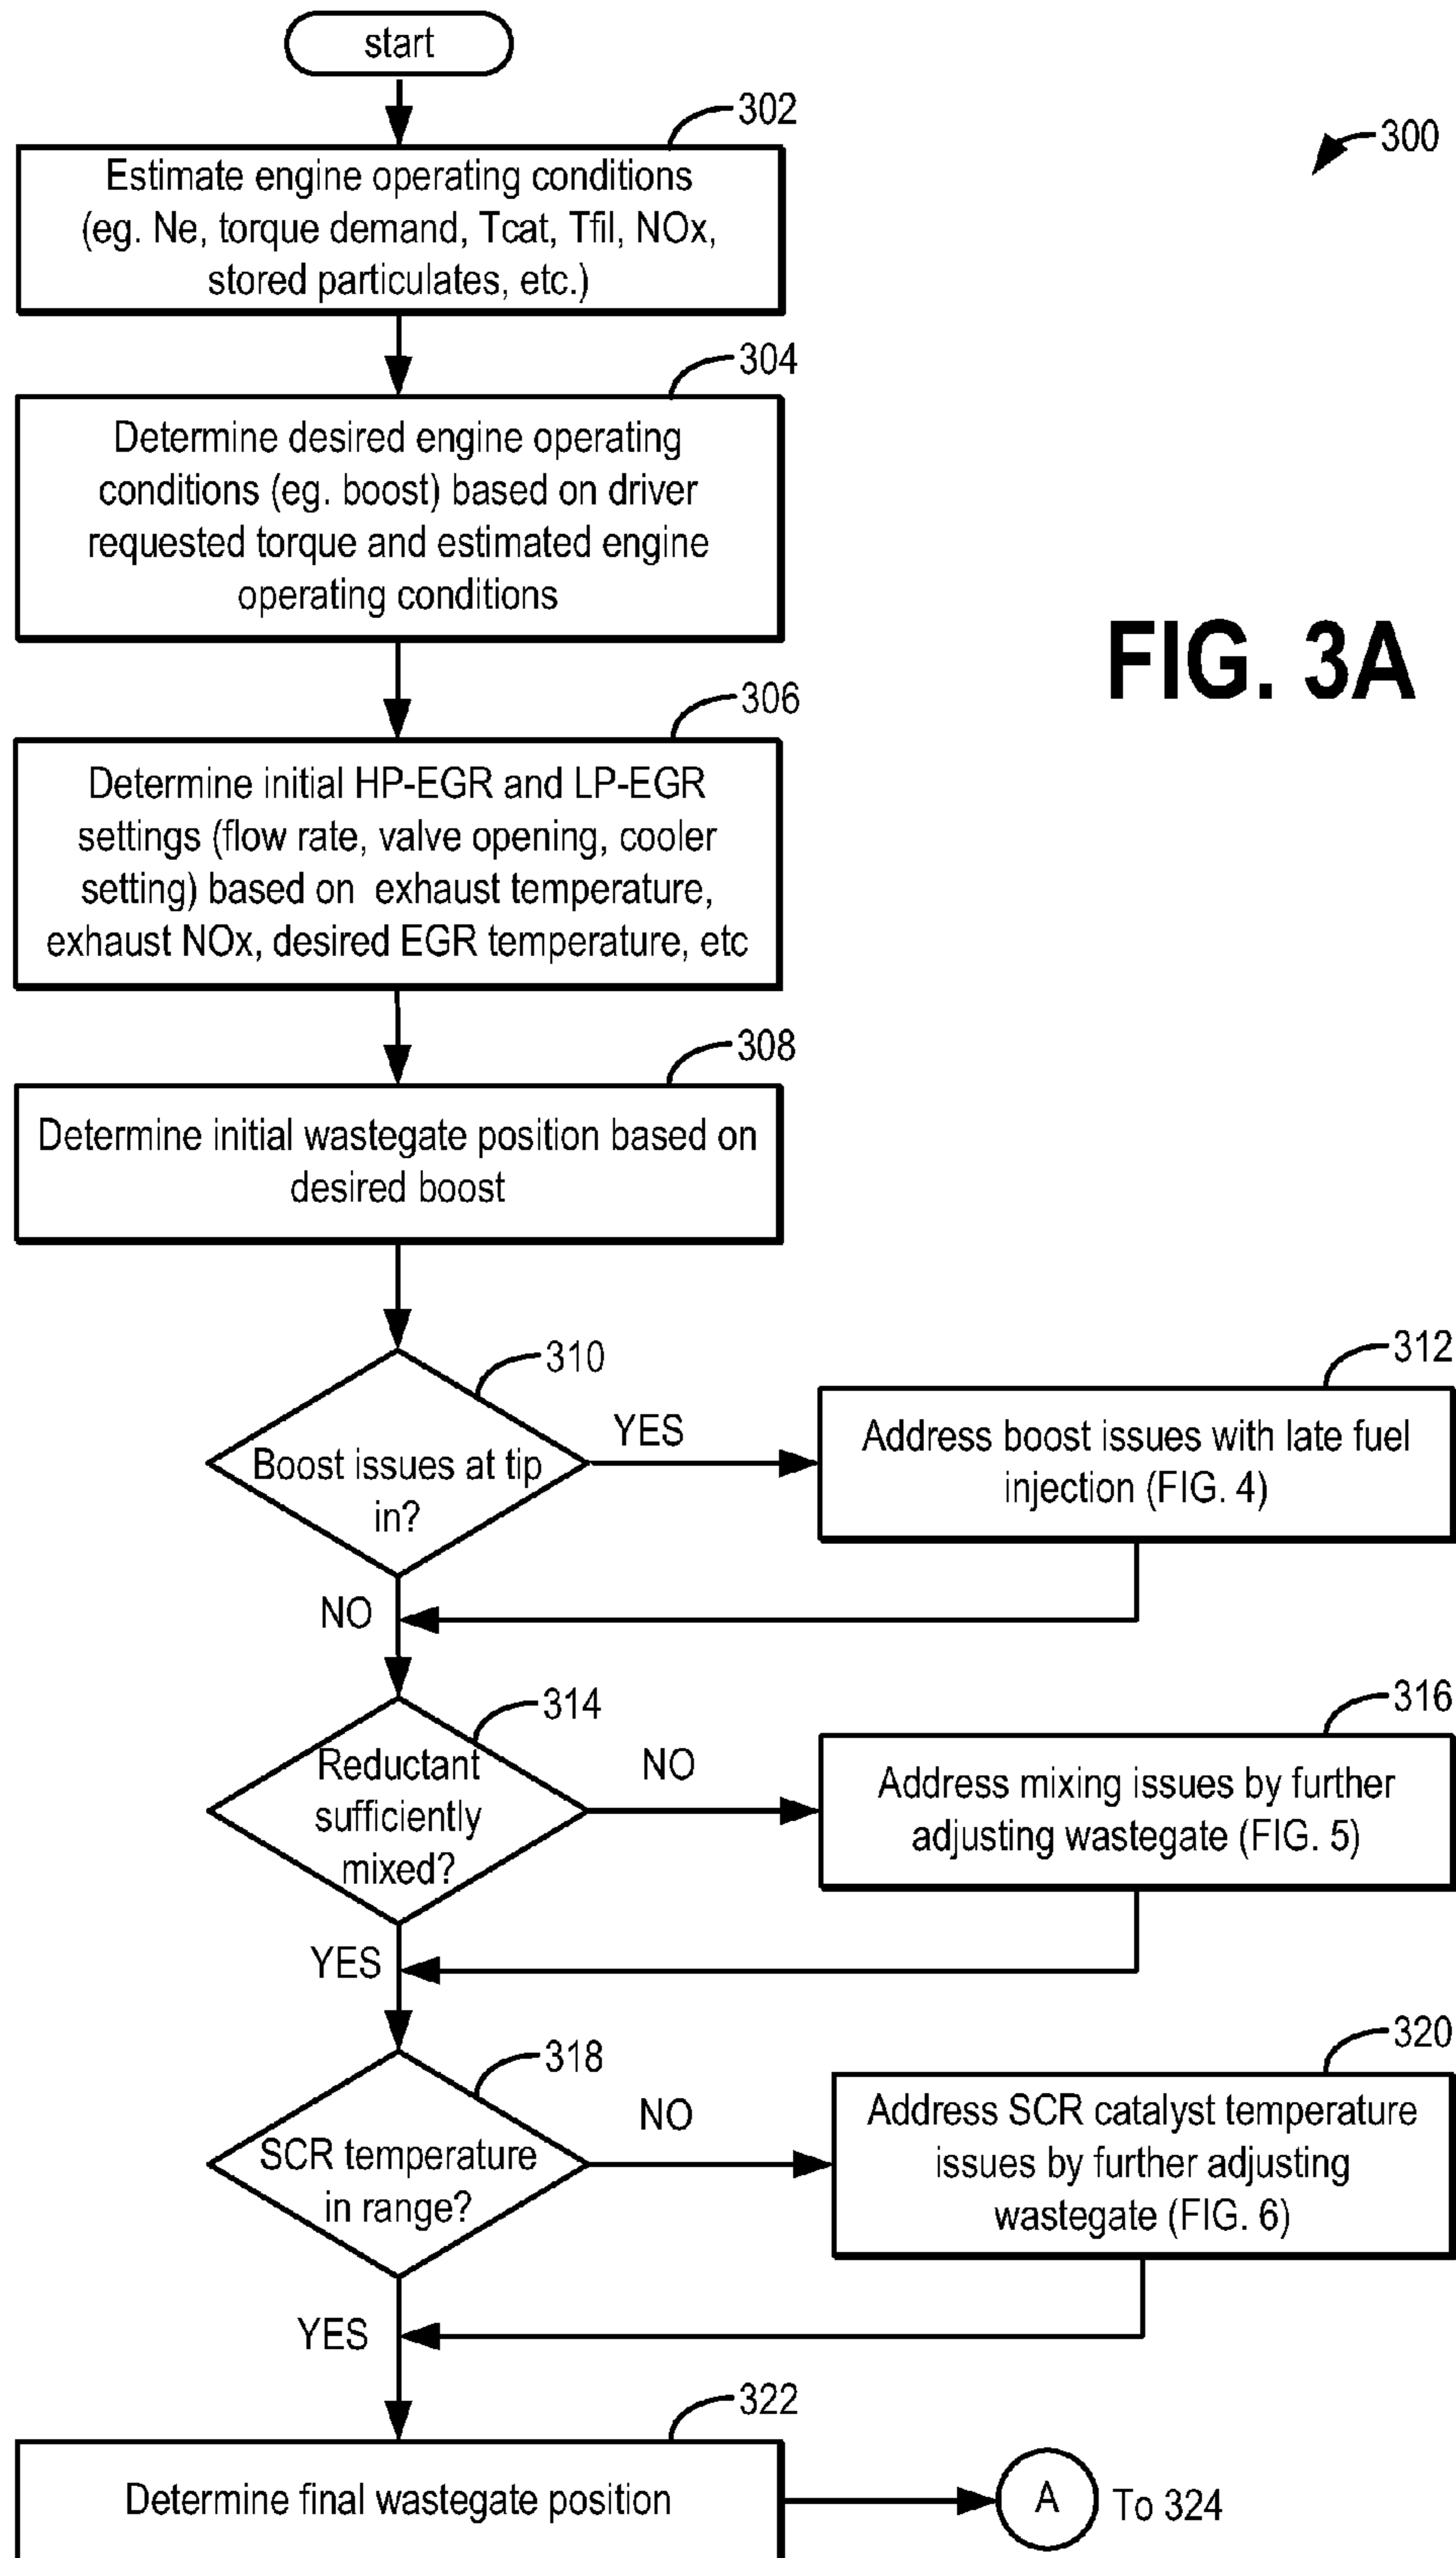 start
302
300
Estimate engine operating conditions
(eg. Ne, torque demand, Tcat, Tfil, NOx,
stored particulates, etc.)
304
Determine desired engine operating
conditions (eg. boost) based on driver
requested torque and estimated engine
operating conditions
FIG. 3A
306
Determine initial HP-EGR and LP-EGR
settings (flow rate, valve opening, cooler
setting) based on exhaust temperature,
exhaust NOx, desired EGR temperature, etc
308
Determine initial wastegate position based on
desired boost
310
Boost issues at tip
in?
YES
312
Address boost issues with late fuel
injection (FIG. 4)
NO
314
Reductant
sufficiently
mixed?
NO
316
Address mixing issues by further
adjusting wastegate (FIG. 5)
YES
318
SCR temperature
in range?
NO
320
Address SCR catalyst temperature
issues by further adjusting
wastegate (FIG. 6)
YES
322
Determine final wastegate position
A
To 324